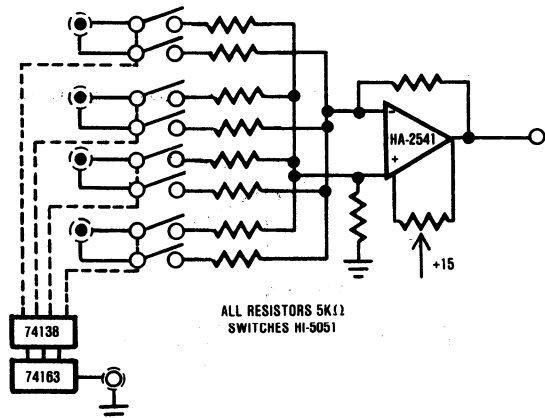 HA-2541
-
+
+15
ALL RESISTORS 5KΩ
SWITCHES HI-5051
74138
74163